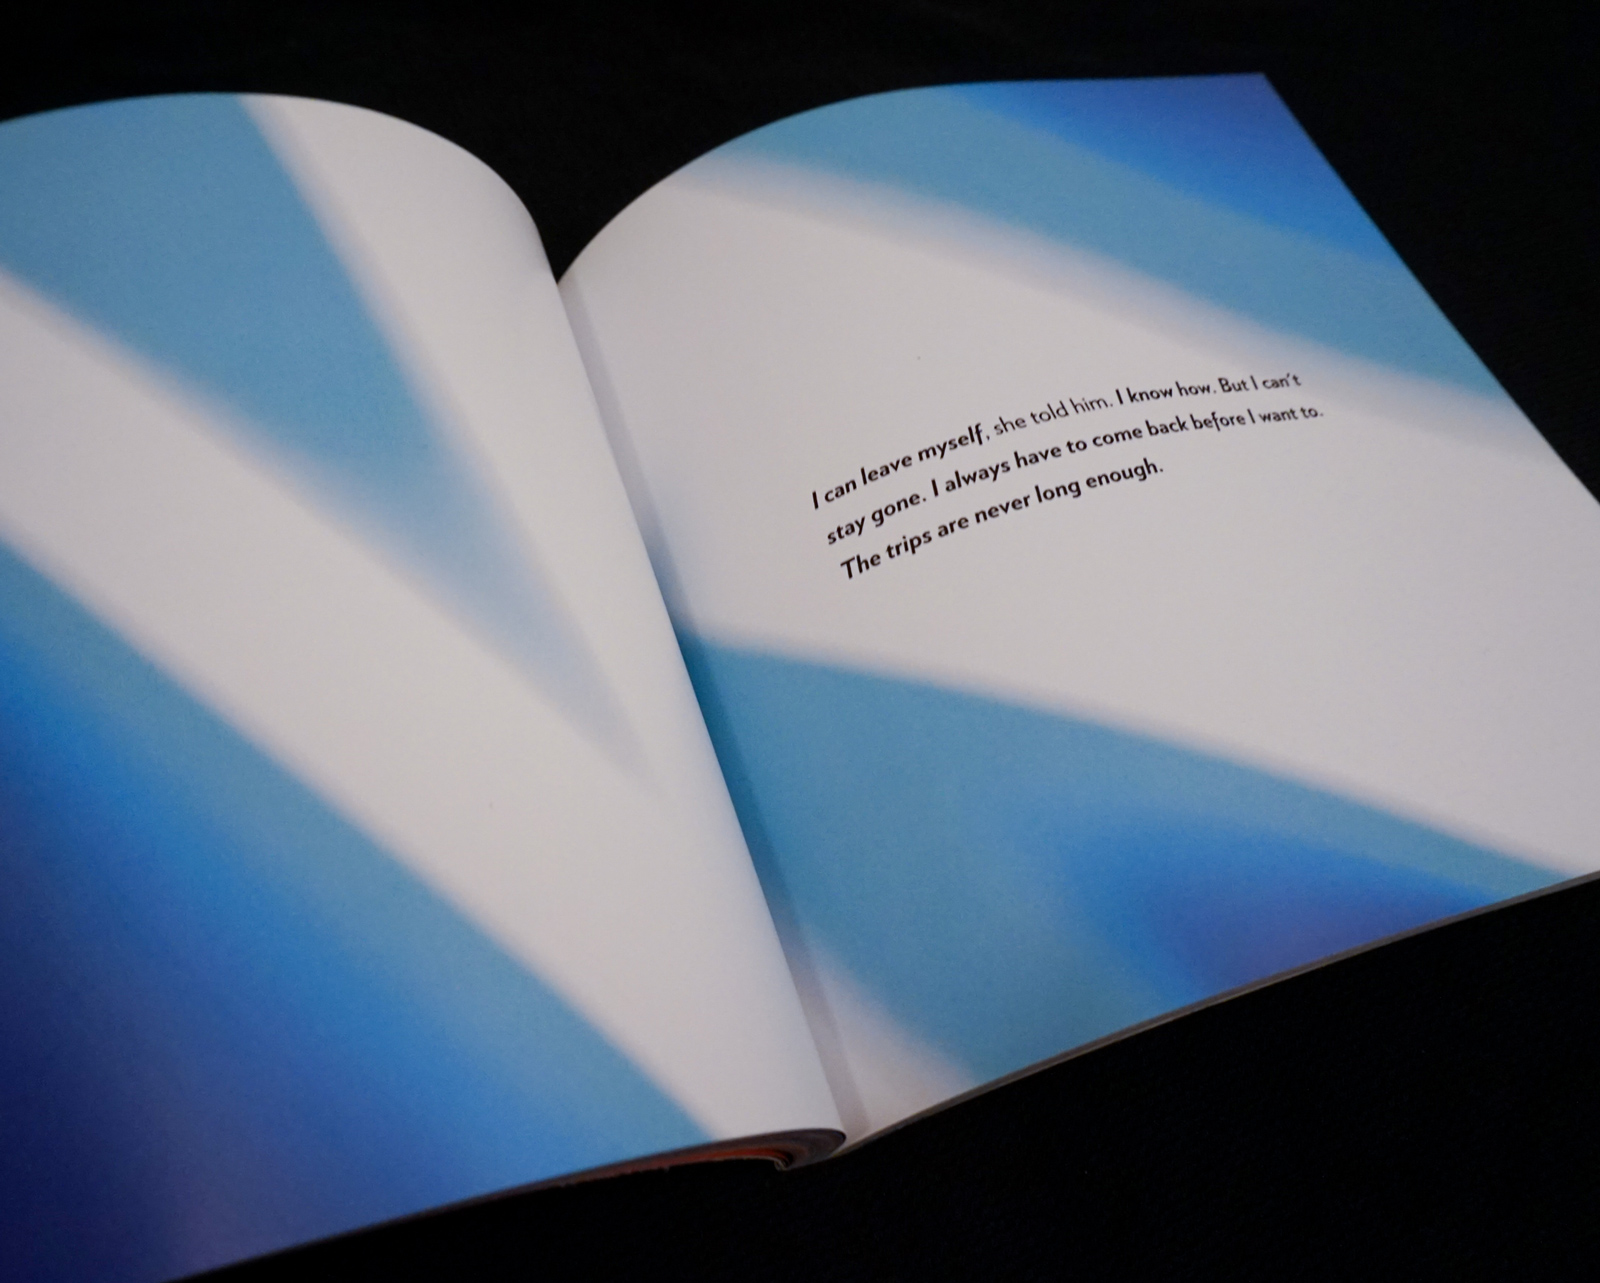 I can leave myself, she told him. I know how. But I can't
stay gone. I always have to come back before I want to.
The trips are never long enough.